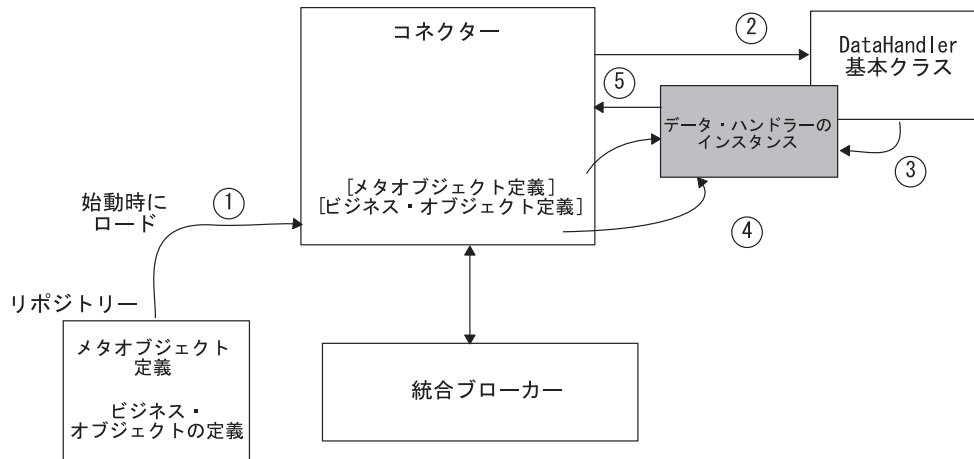 コネクター
②
DataHandler
基本クラス
⑤
データ・ハンドラーの
インスタンス
③
[メタオブジェクト定義]
[ビジネス・オブジェクト定義]
始動時に
ロード
①
④
リポジトリー
メタオブジェクト
定義
ビジネス・
オブジェクトの定義
統合ブローカー